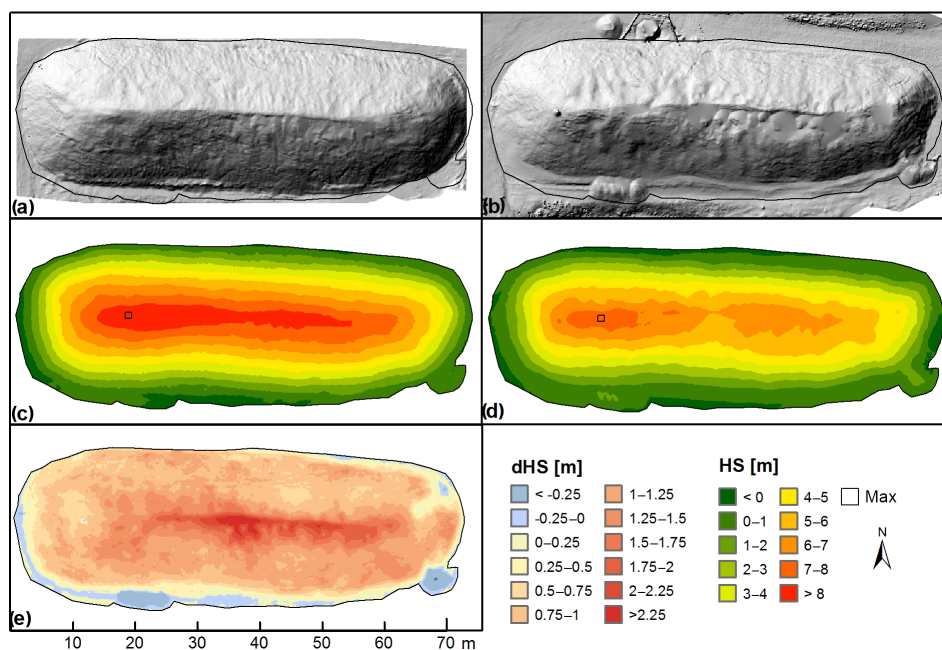 (a)
(b)
(c)
(d)
(e)
dHS [m]
HS [m]
< -0.25
1–1.25
< 0
4–5
Max
-0.25–0
1.25–1.5
0–1
5–6
0–0.25
1.5–1.75
1–2
6–7
N
0.25–0.5
1.75–2
2–3
7–8
0.5–0.75
2–2.25
3–4
> 8
0.75–1
>2.25
10 20 30 40 50 60 70 m